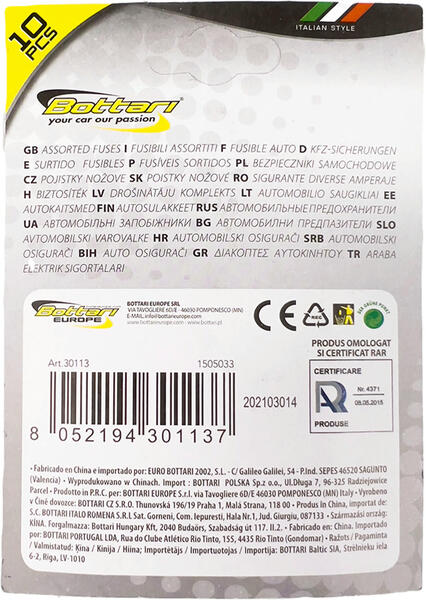 10
PCS
ITALIAN STYLE
Bottari
your car our passion
GB ASSORTED FUSES I FUSIBILI ASSORTITI F FUSIBLE AUTO D KFZ-SICHERUNGEN
E SURTIDO FUSIBLES P FUSÍVEIS SORTIDOS PL BEZPIECZNIKI SAMOCHODOWE
CZ POJISTKY NOŽOVÉ SK POISTKY NOŽOVÉ RO SIGURANTE DIVERSE AMPERAJE
H BIZTOSÍTÉK LV DROŠINĀTĀJU KOMPLEKTS LT AUTOMOBILIO SAUGIKLIAI EE
AUTOKAITSMED FIN AUTOSULAKKEET RUS АВТОМОБИЛЬНЫЕ ПРЕДОХРАНИТЕЛИ
UA АВТОМОБІЛЬНІ ЗАПОБІЖНИКИ BG АВТОМОБИЛНИ ПРЕДПАЗИТЕЛИ SLO
AVTOMOBILSKI VAROVALKE HR AUTOMOBILSKI OSIGURAČI SRB AUTOMOBILSKI
OSIGURAČI BIH AUTO OSIGURAČI GR ΔΙΑΚΟΠΤΕΣ ΑΥΤΟΚΙΝΗΤΟΥ TR ARABA
ELEKTRIK SIGORTALARI
Bottari
EUROPE
BOTTARI EUROPE SRL
VIA TAVOGLIERE 6D/E - 46030 POMPONESCO (MN)
E-MAIL.info@bottarieurope.com
www.bottarieurope.com - bottari.it
CE
REG.
DER GRÜNE PUNKT
PRODUS OMOLOGAT
SI CERTIFICAT RAR
Art.30113
1505033
202103014
CERTIFICARE
Nr. 4371
08.05.2015
PRODUSE
8 052194 301137
• Fabricado en China e importado por: EURO BOTTARI 2002, S.L. - C/ Galileo Galilei, 54 - P.Ind. SEPES 46520 SAGUNTO
(Valencia) • Wyprodukowano w Chinach. Import : BOTTARI POLSKA Sp.z o.o., Ul.Długa 7, 96-325 Radziejowice
Parcel • Produto in P.R.C. per: BOTTARI EUROPE S.r.l. via Tavogliere 6D - 46030 POMPONESCO (MN) Italy • Vyrobeno
v Číně Dovozce: BOTTARI CZ S.R.O. Thunovská 196/19 Praha 1, Malá Strana, 118 00 • Produs in China, importat de
S.C. BOTTARI ITALO ROMENA S.R.L Sat. Gorneni, Com. Iepuresti, Hala Nr.1, Jud, Giurgiu, 087133 • Származási ország:
KÍna. Forgalmazza: Bottari Hungary Kft, 2040 Budaörs, Szabadság út 117. II.2. • Fabricado em China. Importado
por: BOTTARI PORTUGAL LDA, Rua do Clube Atlético Rio Tinto, 155, 4435 Rio Tinto (Gondomar) • Ražots / Pagaminta
/ Valmistatud: Ķīna / Kinija / Hiina • Importētājs / Importuotojas / Importija: BOTTARI Baltic SIA, Strēlnieku iela
6-2, Riga, LV-1010